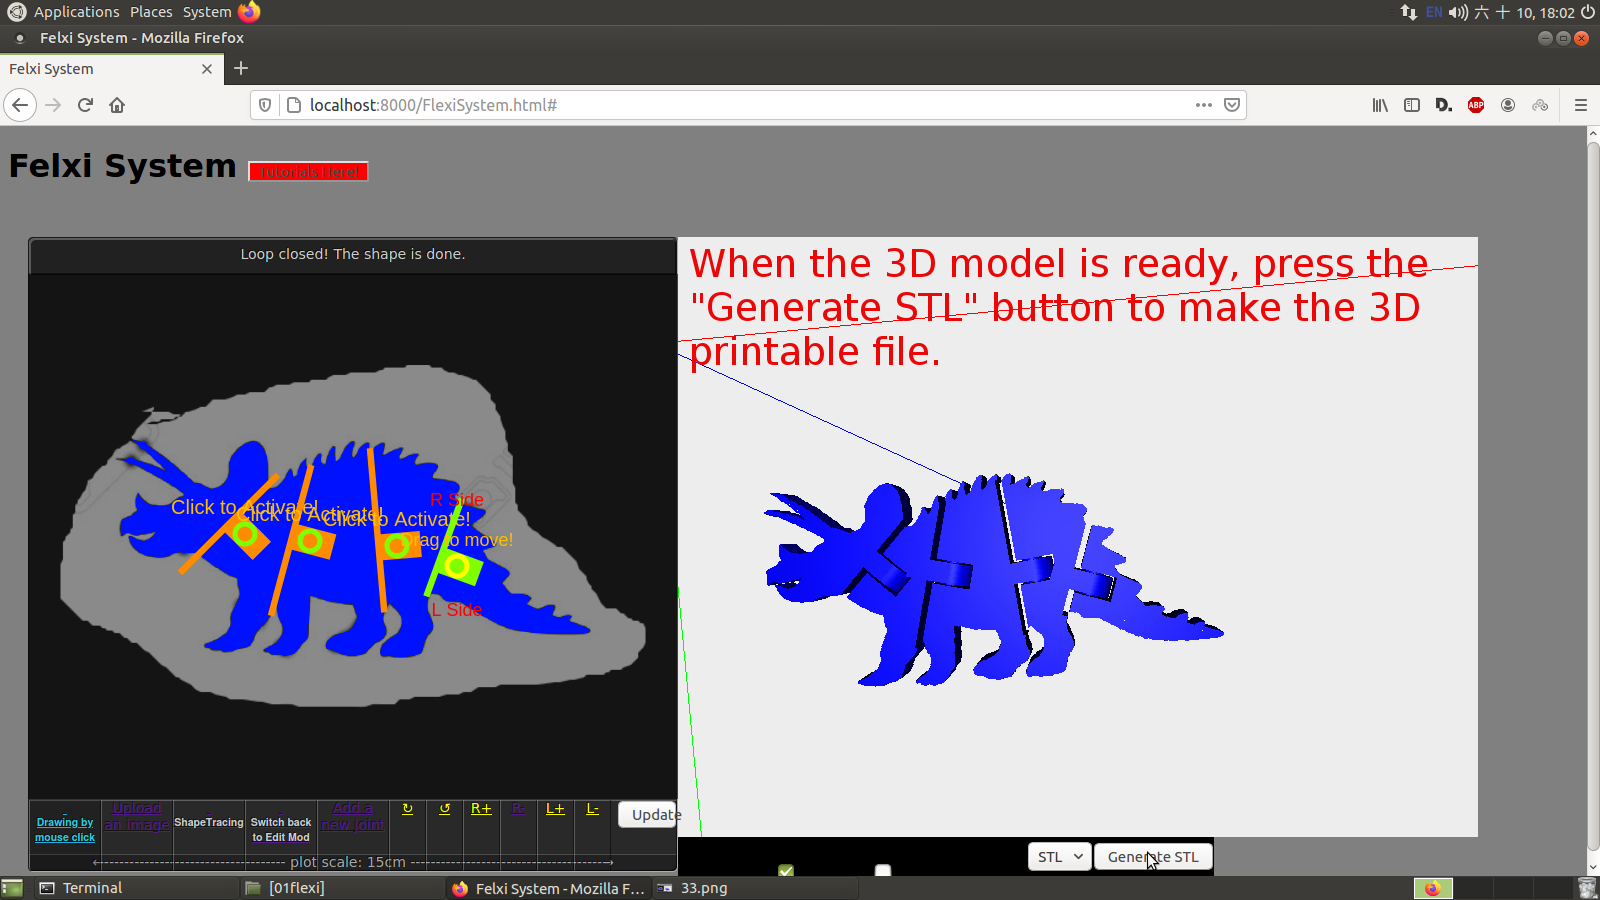 Applications Places System
EN 六 十 10, 18:02
Felxi System - Mozilla Firefox
Felxi System
localhost:8000/FlexiSystem.html#
D.
ABP
Felxi System
Tutorials Here!
Loop closed! The shape is done.
When the 3D model is ready, press the
"Generate STL" button to make the 3D
printable file.
R Side
Click to Activate!
Click to Activate!
Click to Activate!
Drag to move!
L Side
Drawing by
mouse click
Upload
an image
ShapeTracing
Switch back
to Edit Mod
Add a
new joint
↻
↺
R+
R-
L+
L-
Update
plot scale: 15cm
STL
Generate STL
Terminal
[01flexi]
Felxi System - Mozilla F...
33.png